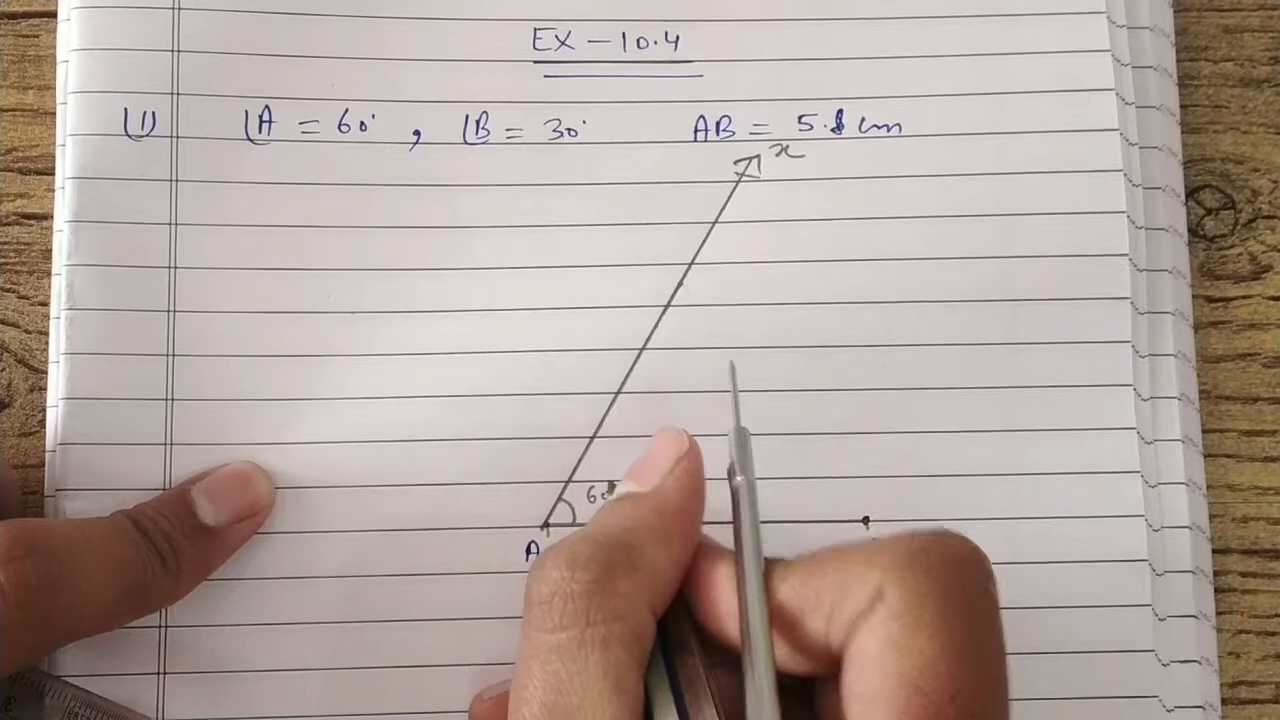 EX - 10.4
(1) ∠A = 60° , ∠B = 30° AB = 5.8 cm
x
60
A